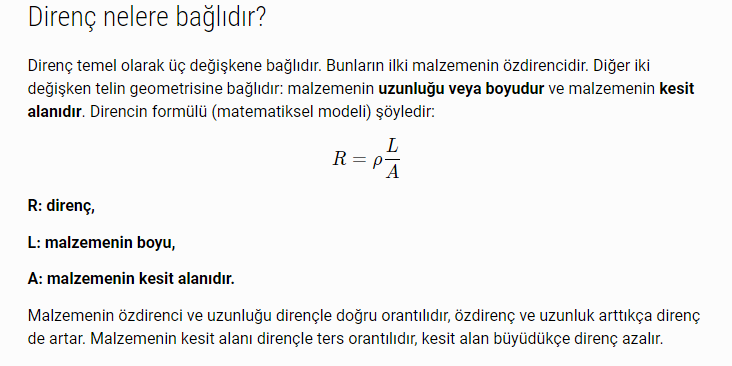 Direnç nelere bağlıdır?
Direnç temel olarak üç değişkene bağlıdır. Bunların ilki malzemenin özdirencidir. Diğer iki
değişken telin geometrisine bağlıdır: malzemenin uzunluğu veya boyudur ve malzemenin kesit
alanıdır. Direncin formülü (matematiksel modeli) şöyledir:
R = ρ L/A
R: direnç,
L: malzemenin boyu,
A: malzemenin kesit alanıdır.
Malzemenin özdirenci ve uzunluğu dirençle doğru orantılıdır, özdirenç ve uzunluk arttıkça direnç
de artar. Malzemenin kesit alanı dirençle ters orantılıdır, kesit alan büyüdükçe direnç azalır.